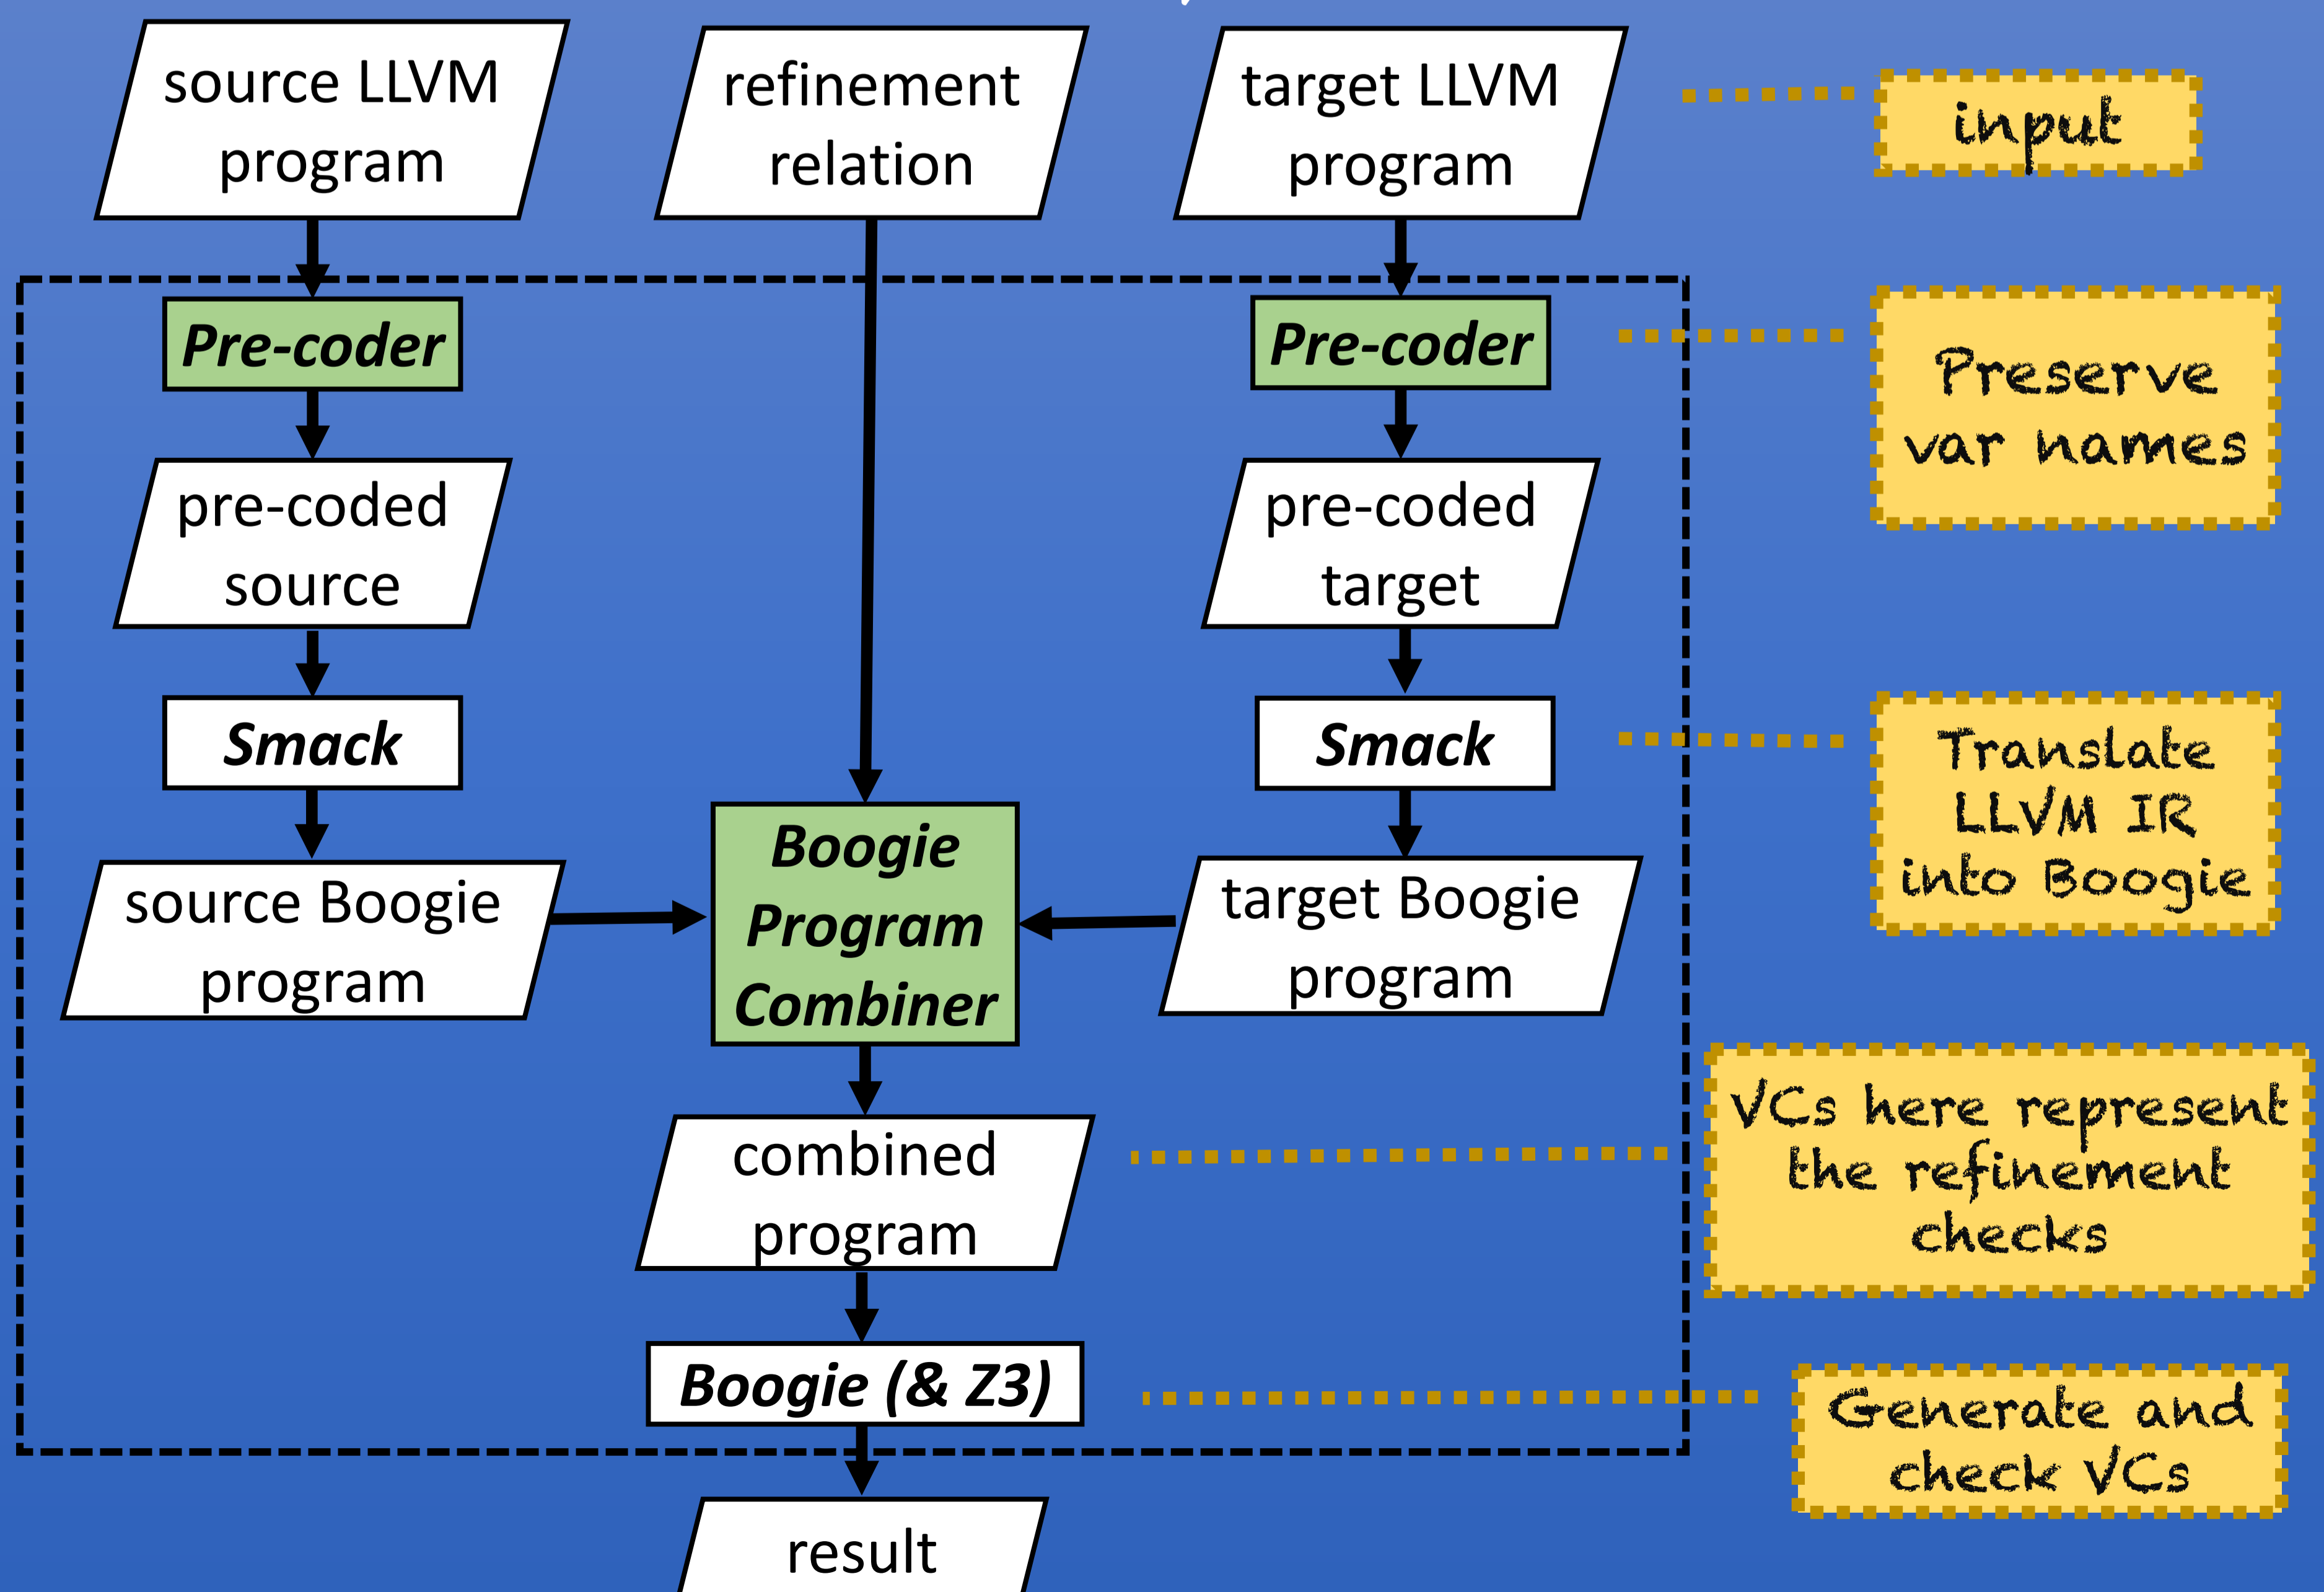 source LLVM
program
refinement
relation
target LLVM
program
input
Pre-coder
Pre-coder
Preserve
var names
pre-coded
source
pre-coded
target
Smack
Smack
Translate
LLVM IR
into Boogie
source Boogie
program
Boogie
Program
Combiner
target Boogie
program
combined
program
VCs here represent
the refinement
checks
Boogie (& Z3)
Generate and
check VCs
result